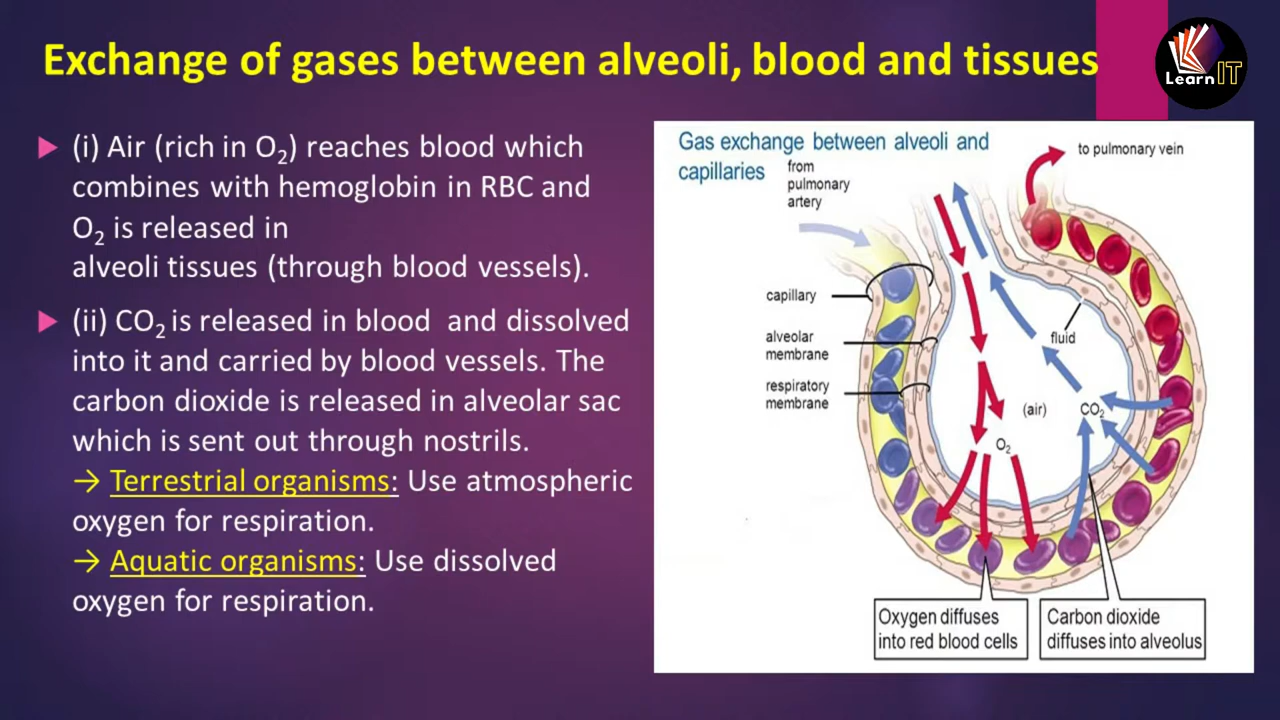 Exchange of gases between alveoli, blood and tissues
Learn IT
(i) Air (rich in O₂) reaches blood which
combines with hemoglobin in RBC and
O₂ is released in
alveoli tissues (through blood vessels).
(ii) CO₂ is released in blood and dissolved
into it and carried by blood vessels. The
carbon dioxide is released in alveolar sac
which is sent out through nostrils.
→ Terrestrial organisms: Use atmospheric
oxygen for respiration.
→ Aquatic organisms: Use dissolved
oxygen for respiration.
Gas exchange between alveoli and
capillaries
from
pulmonary
artery
to pulmonary vein
capillary
alveolar
membrane
respiratory
membrane
fluid
(air)
CO₂
O₂
Oxygen diffuses
into red blood cells
Carbon dioxide
diffuses into alveolus